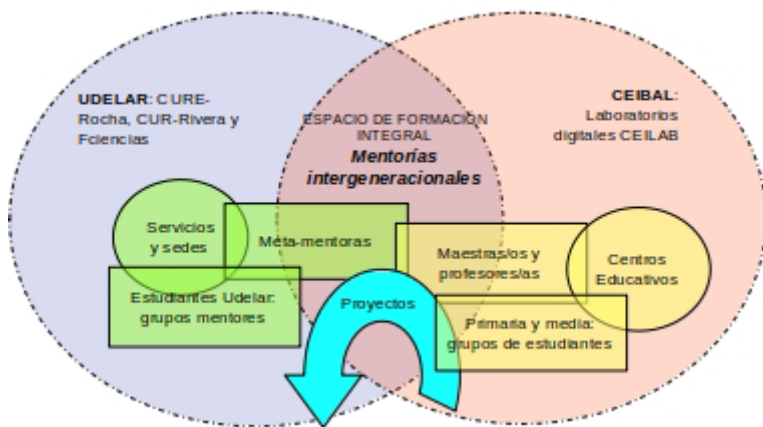 UDELAR: CURE-
Rocha, CUR-Rivera y
Fciencias
ESPACIO DE FORMACIÓN
INTEGRAL
Mentorías
intergeneracionales
CEIBAL:
Laboratorios
digitales CEILAB
Servicios
y sedes
Meta-mentoras
Maestras/os y
profesores/as
Centros
Educativos
Estudiantes Udelar:
grupos mentores
Proyectos
Primaria y media:
grupos de estudiantes